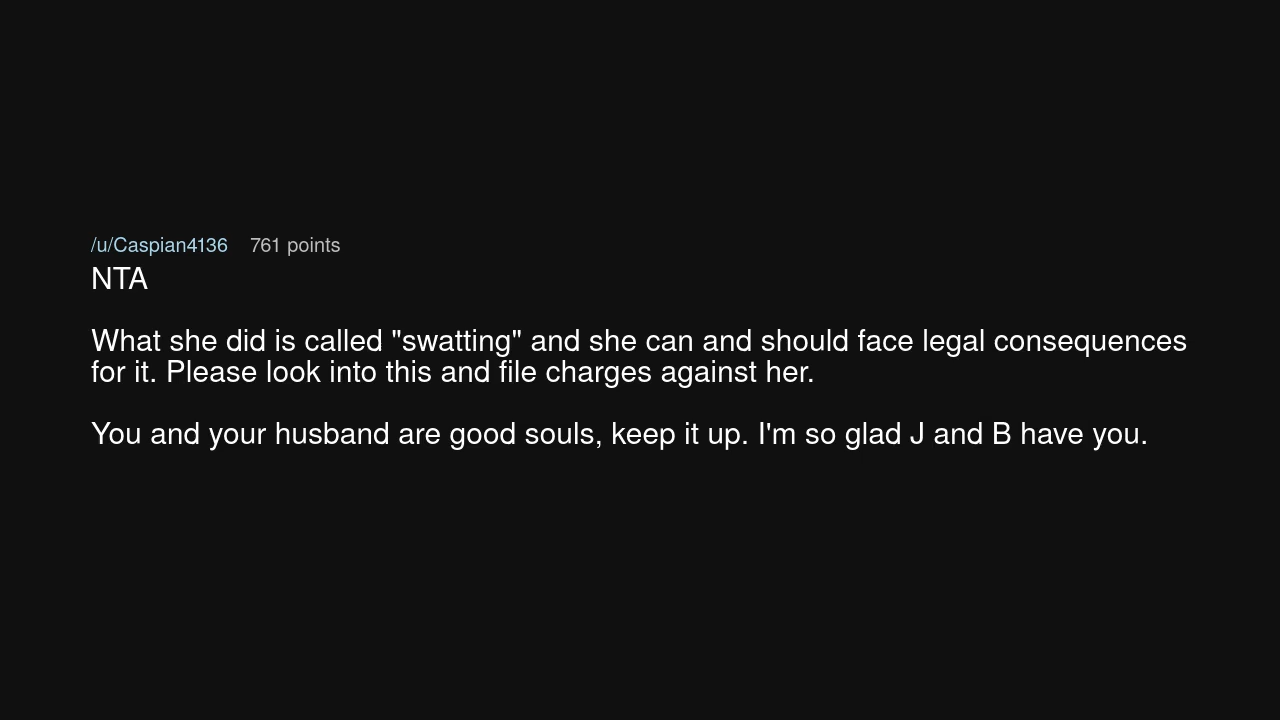 /u/Caspian4136 761 points
NTA
What she did is called "swatting" and she can and should face legal consequences
for it. Please look into this and file charges against her.
You and your husband are good souls, keep it up. I'm so glad J and B have you.